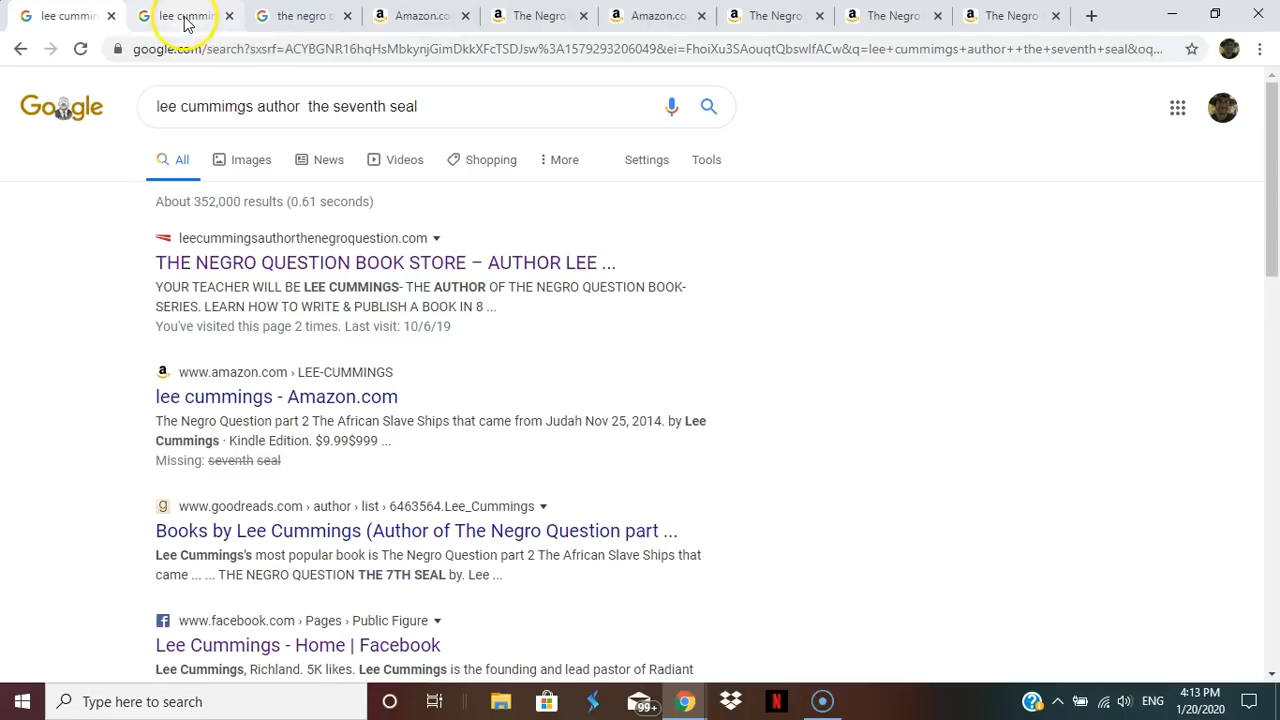 lee cummin
lee cummin
the negro c
Amazon.co
The Negro
Amazon.co
The Negro
The Negro
The Negro
google.com/search?sxsrf=ACYBGNR16hqHsMbkynjGimDkkXFcTSDJsw%3A1579293206049&ei=FhoiXu3SAouqtQbswIfACw&q=lee+cummimgs+author++the+seventh+seal&oq...
Google
lee cummimgs author  the seventh seal
All
Images
News
Videos
Shopping
More
Settings
Tools
About 352,000 results (0.61 seconds)
leecummingsauthorthenegroquestion.com
THE NEGRO QUESTION BOOK STORE – AUTHOR LEE ...
YOUR TEACHER WILL BE LEE CUMMINGS- THE AUTHOR OF THE NEGRO QUESTION BOOK-
SERIES. LEARN HOW TO WRITE & PUBLISH A BOOK IN 8 ...
You've visited this page 2 times. Last visit: 10/6/19
www.amazon.com › LEE-CUMMINGS
lee cummings - Amazon.com
The Negro Question part 2 The African Slave Ships that came from Judah Nov 25, 2014. by Lee
Cummings · Kindle Edition. $9.99$999 ...
Missing: seventh seal
www.goodreads.com › author › list › 6463564.Lee_Cummings
Books by Lee Cummings (Author of The Negro Question part ...
Lee Cummings's most popular book is The Negro Question part 2 The African Slave Ships that
came ... ... THE NEGRO QUESTION THE 7TH SEAL by. Lee ...
www.facebook.com › Pages › Public Figure
Lee Cummings - Home | Facebook
Lee Cummings, Richland. 5K likes. Lee Cummings is the founding and lead pastor of Radiant
Type here to search
99+
ENG
4:13 PM
1/20/2020